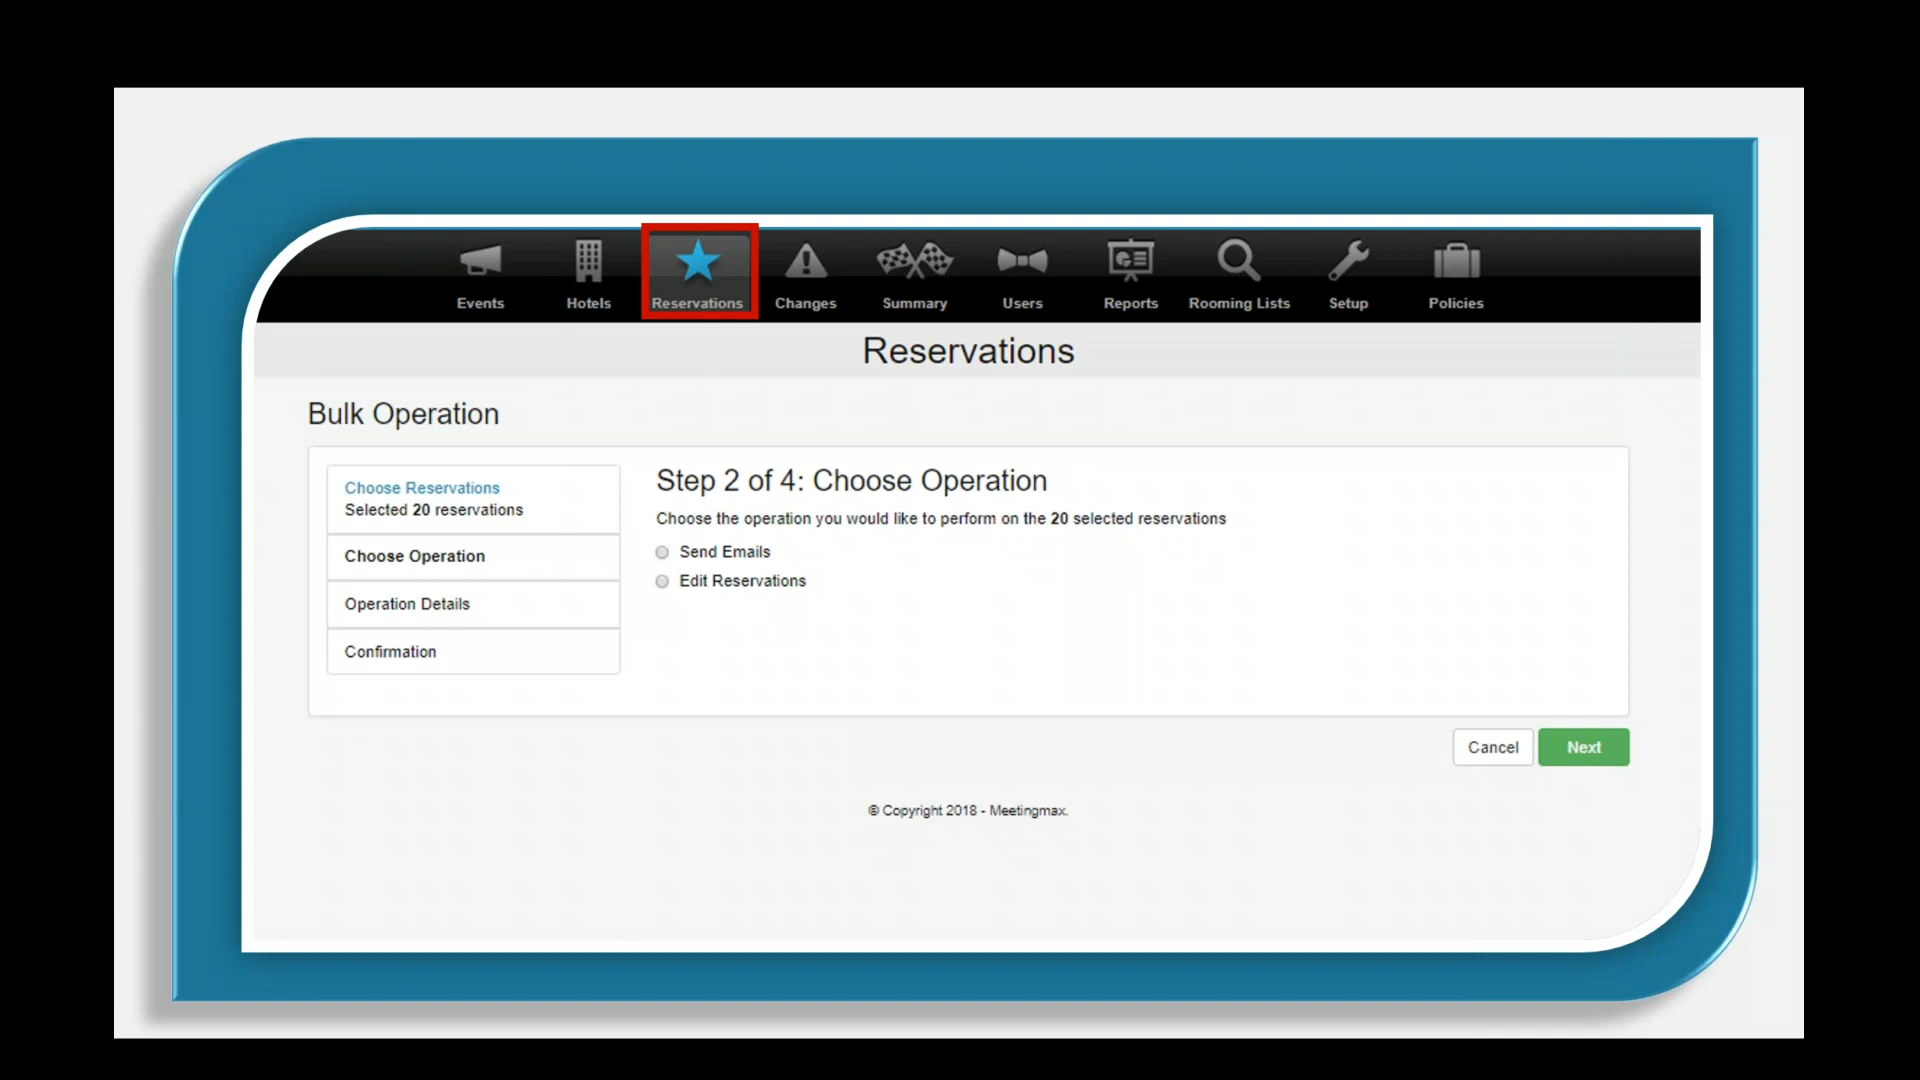 Events
Hotels
Reservations
Changes
Summary
Users
Reports
Rooming Lists
Setup
Policies
Reservations
Bulk Operation
Choose Reservations
Selected 20 reservations
Choose Operation
Operation Details
Confirmation
Step 2 of 4: Choose Operation
Choose the operation you would like to perform on the 20 selected reservations
Send Emails
Edit Reservations
Cancel
Next
© Copyright 2018 - Meetingmax.